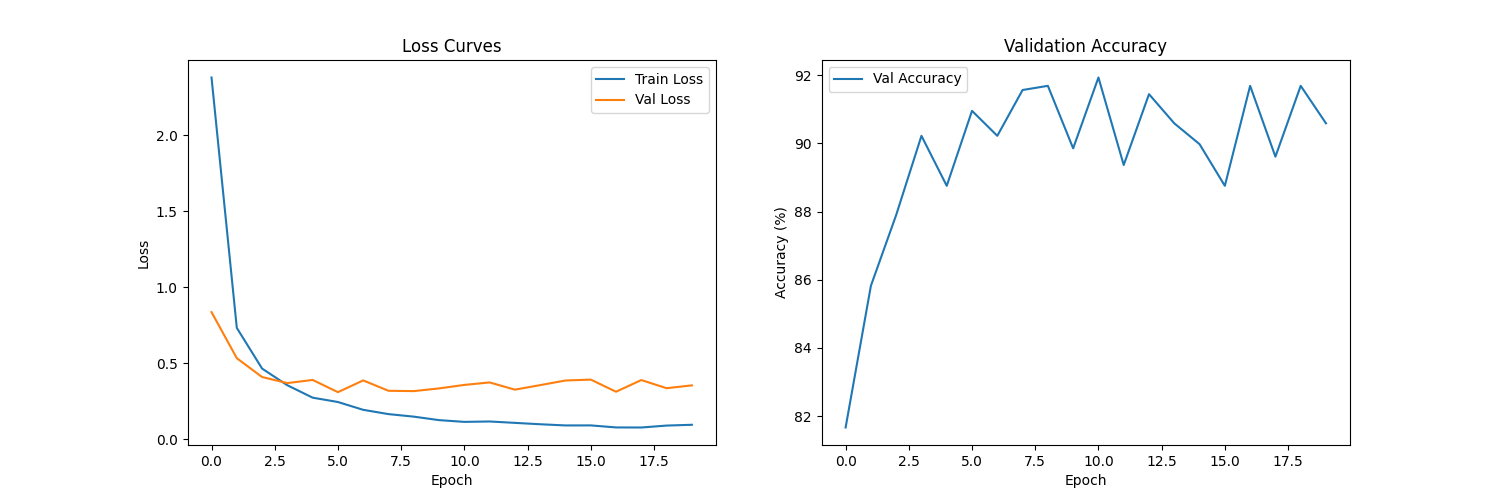 Loss Curves
Train Loss
Val Loss
2.0
1.5
1.0
0.5
0.0
Loss
0.0 2.5 5.0 7.5 10.0 12.5 15.0 17.5
Epoch
Validation Accuracy
Val Accuracy
92
90
88
86
84
82
Accuracy (%)
0.0 2.5 5.0 7.5 10.0 12.5 15.0 17.5
Epoch